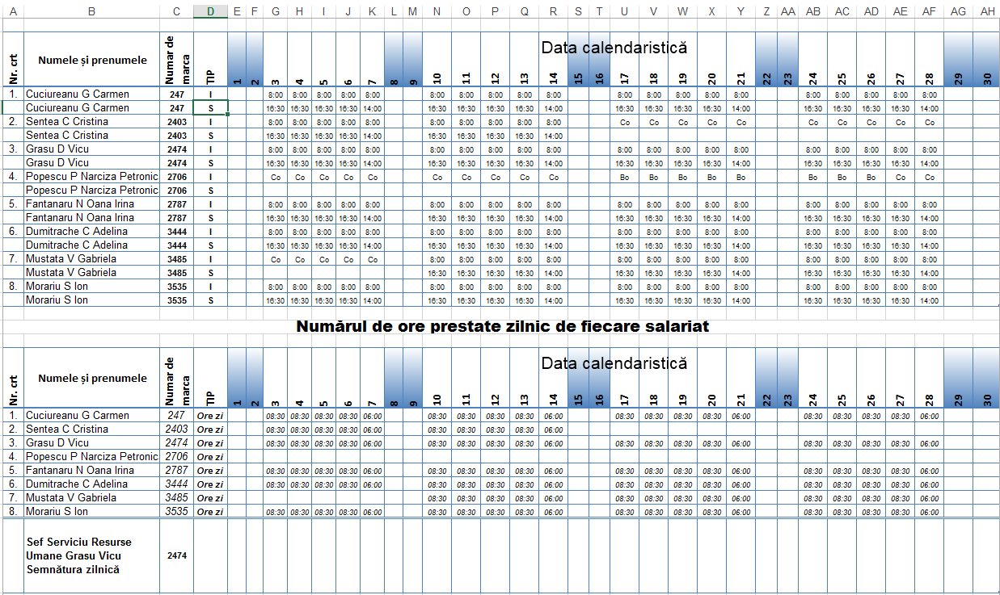 A B C D E F G H I J K L M N O P Q R S T U V W X Y Z AA AB AC AD AE AF AG AH
Data calendaristică
Nr. crt Numele și prenumele Numar de marca TIP 1 2 3 4 5 6 7 8 9 10 11 12 13 14 15 16 17 18 19 20 21 22 23 24 25 26 27 28 29 30
1. Cuciureanu G Carmen 247 I 8:00 8:00 8:00 8:00 8:00 8:00 8:00 8:00 8:00 8:00 8:00 8:00 8:00 8:00 8:00 8:00 8:00 8:00 8:00 8:00
Cuciureanu G Carmen 247 S 16:30 16:30 16:30 16:30 14:00 16:30 16:30 16:30 16:30 14:00 16:30 16:30 16:30 16:30 14:00 16:30 16:30 16:30 16:30 14:00
2. Sentea C Cristina 2403 I 8:00 8:00 8:00 8:00 8:00 8:00 8:00 8:00 8:00 8:00 Co Co Co Co Co Co Co Co Co Co
Sentea C Cristina 2403 S 16:30 16:30 16:30 16:30 14:00 16:30 16:30 16:30 16:30 14:00
3. Grasu D Vicu 2474 I 8:00 8:00 8:00 8:00 8:00 8:00 8:00 8:00 8:00 8:00 8:00 8:00 8:00 8:00 8:00 8:00 8:00 8:00 8:00 8:00
Grasu D Vicu 2474 S 16:30 16:30 16:30 16:30 14:00 16:30 16:30 16:30 16:30 14:00 16:30 16:30 16:30 16:30 14:00 16:30 16:30 16:30 16:30 14:00
4. Popescu P Narciza Petronic 2706 I Co Co Co Co Co Co Co Co Co Co Bo Bo Bo Bo Bo Bo Bo Bo Co Co
Popescu P Narciza Petronic 2706 S
5. Fantanaru N Oana Irina 2787 I 8:00 8:00 8:00 8:00 8:00 8:00 8:00 8:00 8:00 8:00 8:00 8:00 8:00 8:00 8:00 8:00 8:00 8:00 8:00 8:00
Fantanaru N Oana Irina 2787 S 16:30 16:30 16:30 16:30 14:00 16:30 16:30 16:30 16:30 14:00 16:30 16:30 16:30 16:30 14:00 16:30 16:30 16:30 16:30 14:00
6. Dumitrache C Adelina 3444 I 8:00 8:00 8:00 8:00 8:00 8:00 8:00 8:00 8:00 8:00 8:00 8:00 8:00 8:00 8:00 8:00 8:00 8:00 8:00 8:00
Dumitrache C Adelina 3444 S 16:30 16:30 16:30 16:30 14:00 16:30 16:30 16:30 16:30 14:00 16:30 16:30 16:30 16:30 14:00 16:30 16:30 16:30 16:30 14:00
7. Mustata V Gabriela 3485 I Co Co Co Co Co 8:00 8:00 8:00 8:00 8:00 8:00 8:00 8:00 8:00 8:00 8:00 8:00 8:00 8:00 8:00
Mustata V Gabriela 3485 S 16:30 16:30 16:30 16:30 14:00 16:30 16:30 16:30 16:30 14:00 16:30 16:30 16:30 16:30 14:00
8. Morariu S Ion 3535 I 8:00 8:00 8:00 8:00 8:00 8:00 8:00 8:00 8:00 8:00 8:00 8:00 8:00 8:00 8:00 8:00 8:00 8:00 8:00 8:00
Morariu S Ion 3535 S 16:30 16:30 16:30 16:30 14:00 16:30 16:30 16:30 16:30 14:00 16:30 16:30 16:30 16:30 14:00 16:30 16:30 16:30 16:30 14:00
Numărul de ore prestate zilnic de fiecare salariat
Data calendaristică
Nr. crt Numele și prenumele Numar de marca TIP 1 2 3 4 5 6 7 8 9 10 11 12 13 14 15 16 17 18 19 20 21 22 23 24 25 26 27 28 29 30
1. Cuciureanu G Carmen 247 Ore zi 08:30 08:30 08:30 08:30 06:00 08:30 08:30 08:30 08:30 06:00 08:30 08:30 08:30 08:30 06:00 08:30 08:30 08:30 08:30 06:00
2. Sentea C Cristina 2403 Ore zi 08:30 08:30 08:30 08:30 06:00 08:30 08:30 08:30 08:30 06:00
3. Grasu D Vicu 2474 Ore zi 08:30 08:30 08:30 08:30 06:00 08:30 08:30 08:30 08:30 06:00 08:30 08:30 08:30 08:30 06:00 08:30 08:30 08:30 08:30 06:00
4. Popescu P Narciza Petronic 2706 Ore zi
5. Fantanaru N Oana Irina 2787 Ore zi 08:30 08:30 08:30 08:30 06:00 08:30 08:30 08:30 08:30 06:00 08:30 08:30 08:30 08:30 06:00 08:30 08:30 08:30 08:30 06:00
6. Dumitrache C Adelina 3444 Ore zi 08:30 08:30 08:30 08:30 06:00 08:30 08:30 08:30 08:30 06:00 08:30 08:30 08:30 08:30 06:00 08:30 08:30 08:30 08:30 06:00
7. Mustata V Gabriela 3485 Ore zi 08:30 08:30 08:30 08:30 06:00 08:30 08:30 08:30 08:30 06:00 08:30 08:30 08:30 08:30 06:00
8. Morariu S Ion 3535 Ore zi 08:30 08:30 08:30 08:30 06:00 08:30 08:30 08:30 08:30 06:00 08:30 08:30 08:30 08:30 06:00 08:30 08:30 08:30 08:30 06:00
Sef Serviciu Resurse
Umane Grasu Vicu 2474
Semnătura zilnică